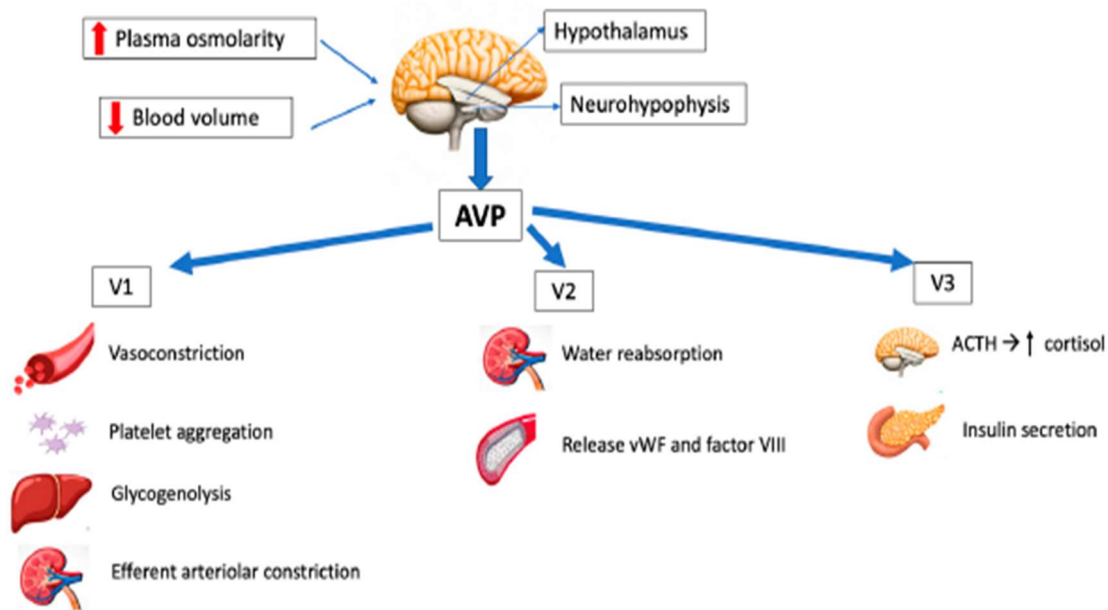 Plasma osmolarity
Blood volume
Hypothalamus
Neurohypophysis
AVP
V1
Vasoconstriction
Platelet aggregation
Glycogenolysis
Efferent arteriolar constriction
V2
Water reabsorption
Release vWF and factor VIII
V3
ACTH → ↑ cortisol
Insulin secretion